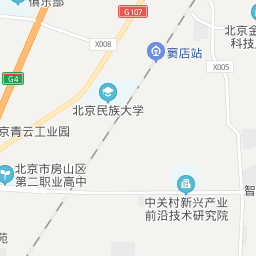 俱乐部
G107
X008
窦店站
北京金
科技
X005
G4
北京民族大学
京青云工业园
北京市房山区
第二职业高中
中关村新兴产业
前沿技术研究院
智
苑